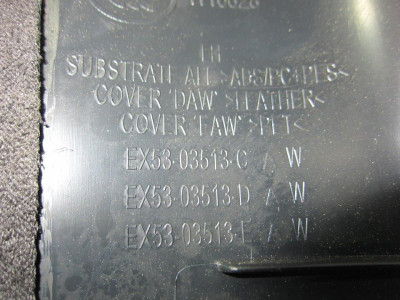 LH
SUBSTRATE ALL >ABS/PC+PES<
COVER 'DAW' >LEATHER<
COVER 'FAW' >PET<
EX53-03513-C A W
EX53-03513-D A W
EX53-03513-F A W